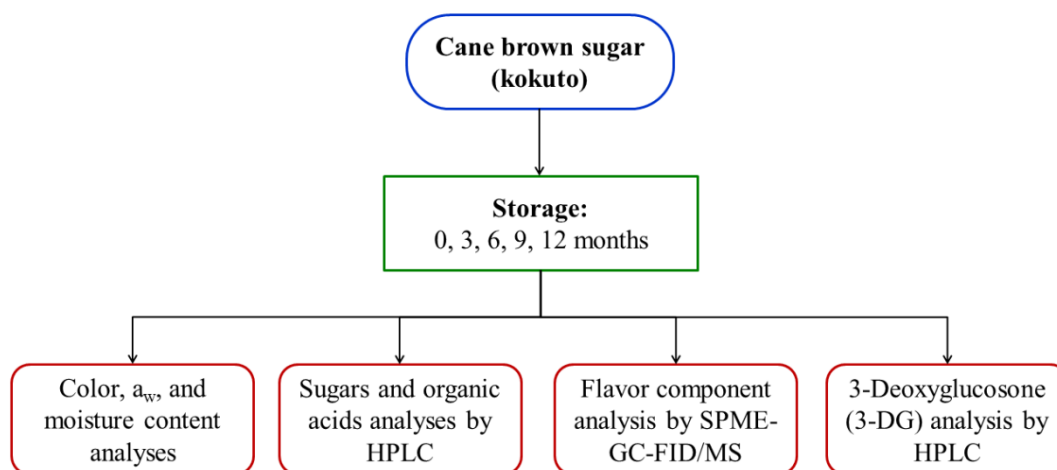 Cane brown sugar
(kokuto)
Storage:
0, 3, 6, 9, 12 months
Color, aw, and
moisture content
analyses
Sugars and organic
acids analyses by
HPLC
Flavor component
analysis by SPME-
GC-FID/MS
3-Deoxyglucosone
(3-DG) analysis by
HPLC